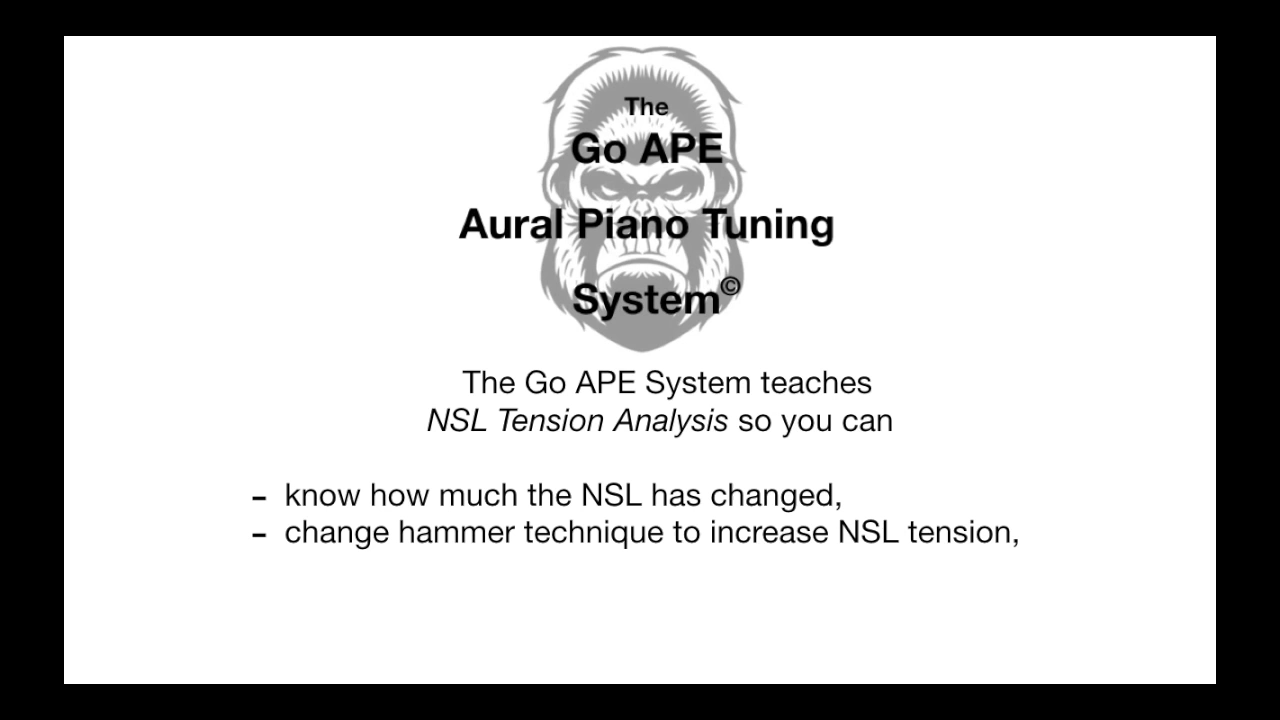 The
Go APE
Aural Piano Tuning
System©
The Go APE System teaches
NSL Tension Analysis so you can
- know how much the NSL has changed,
- change hammer technique to increase NSL tension,